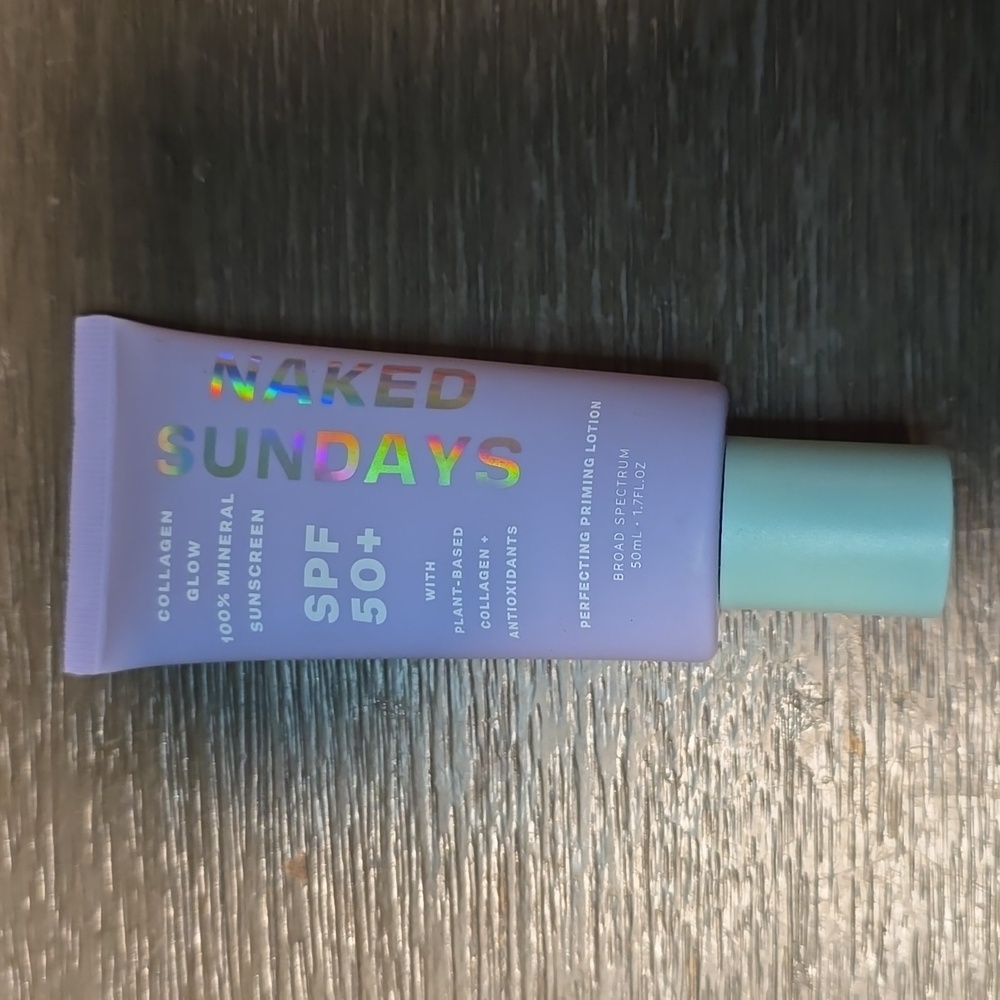 NAKED
SUNDAYS
COLLAGEN
GLOW
100% MINERAL
SUNSCREEN
SPF
50+
WITH
PLANT-BASED
COLLAGEN +
ANTIOXIDANTS
PERFECTING PRIMING LOTION
BROAD SPECTRUM
50mL • 1.7FL.OZ